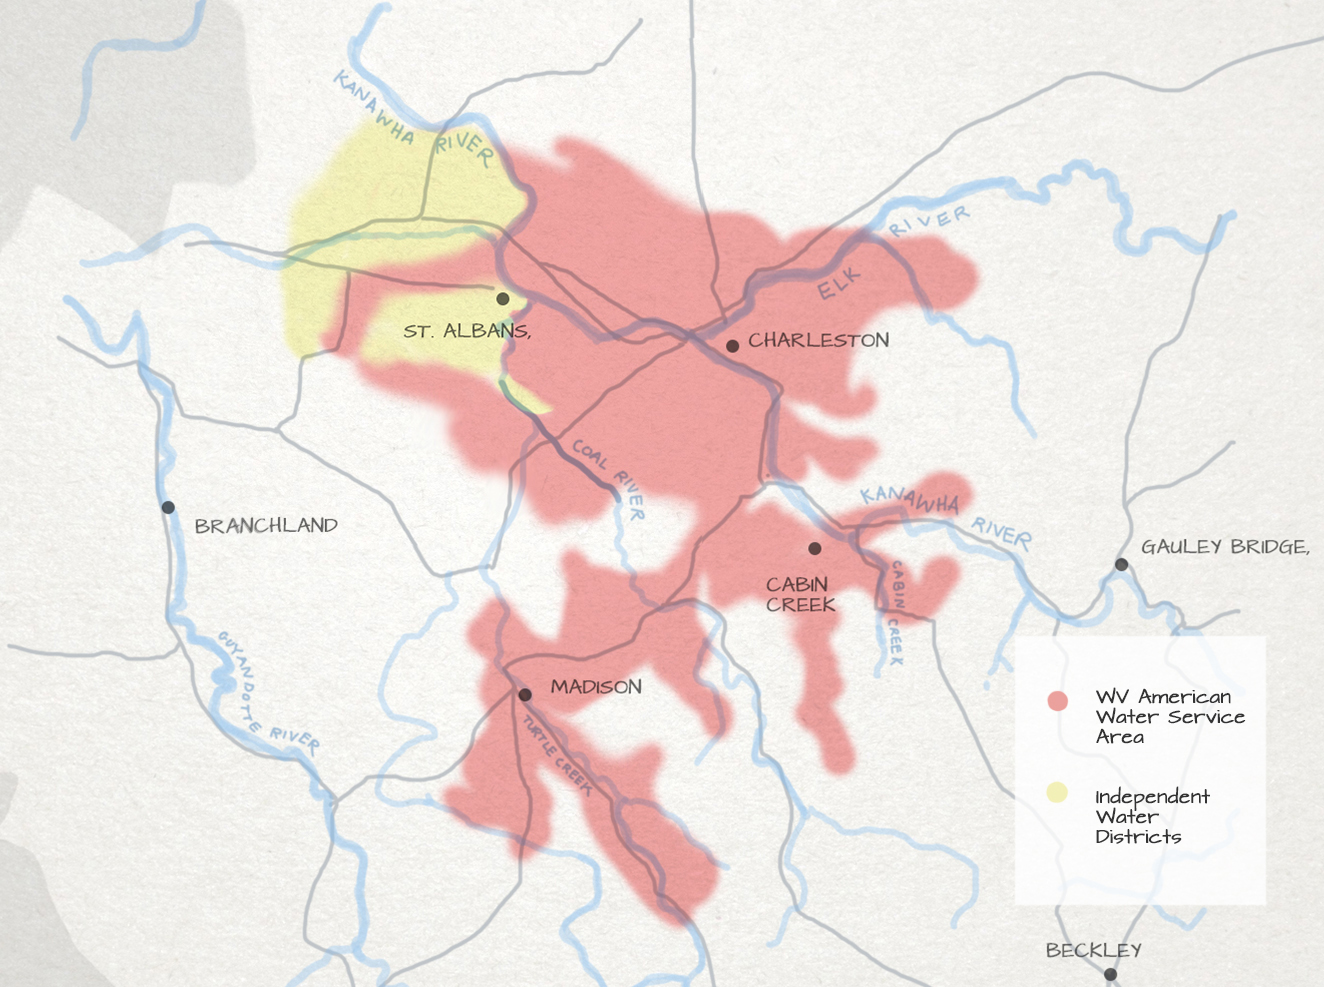 KANAWHA RIVER
ELK RIVER
ST. ALBANS,
CHARLESTON
COAL RIVER
KANAWHA RIVER
BRANCHLAND
GAULEY BRIDGE,
CABIN
CREEK
CABIN CREEK
GUYANDOTTE RIVER
MADISON
TURTLE CREEK
WV American
Water Service
Area
Independent
Water
Districts
BECKLEY